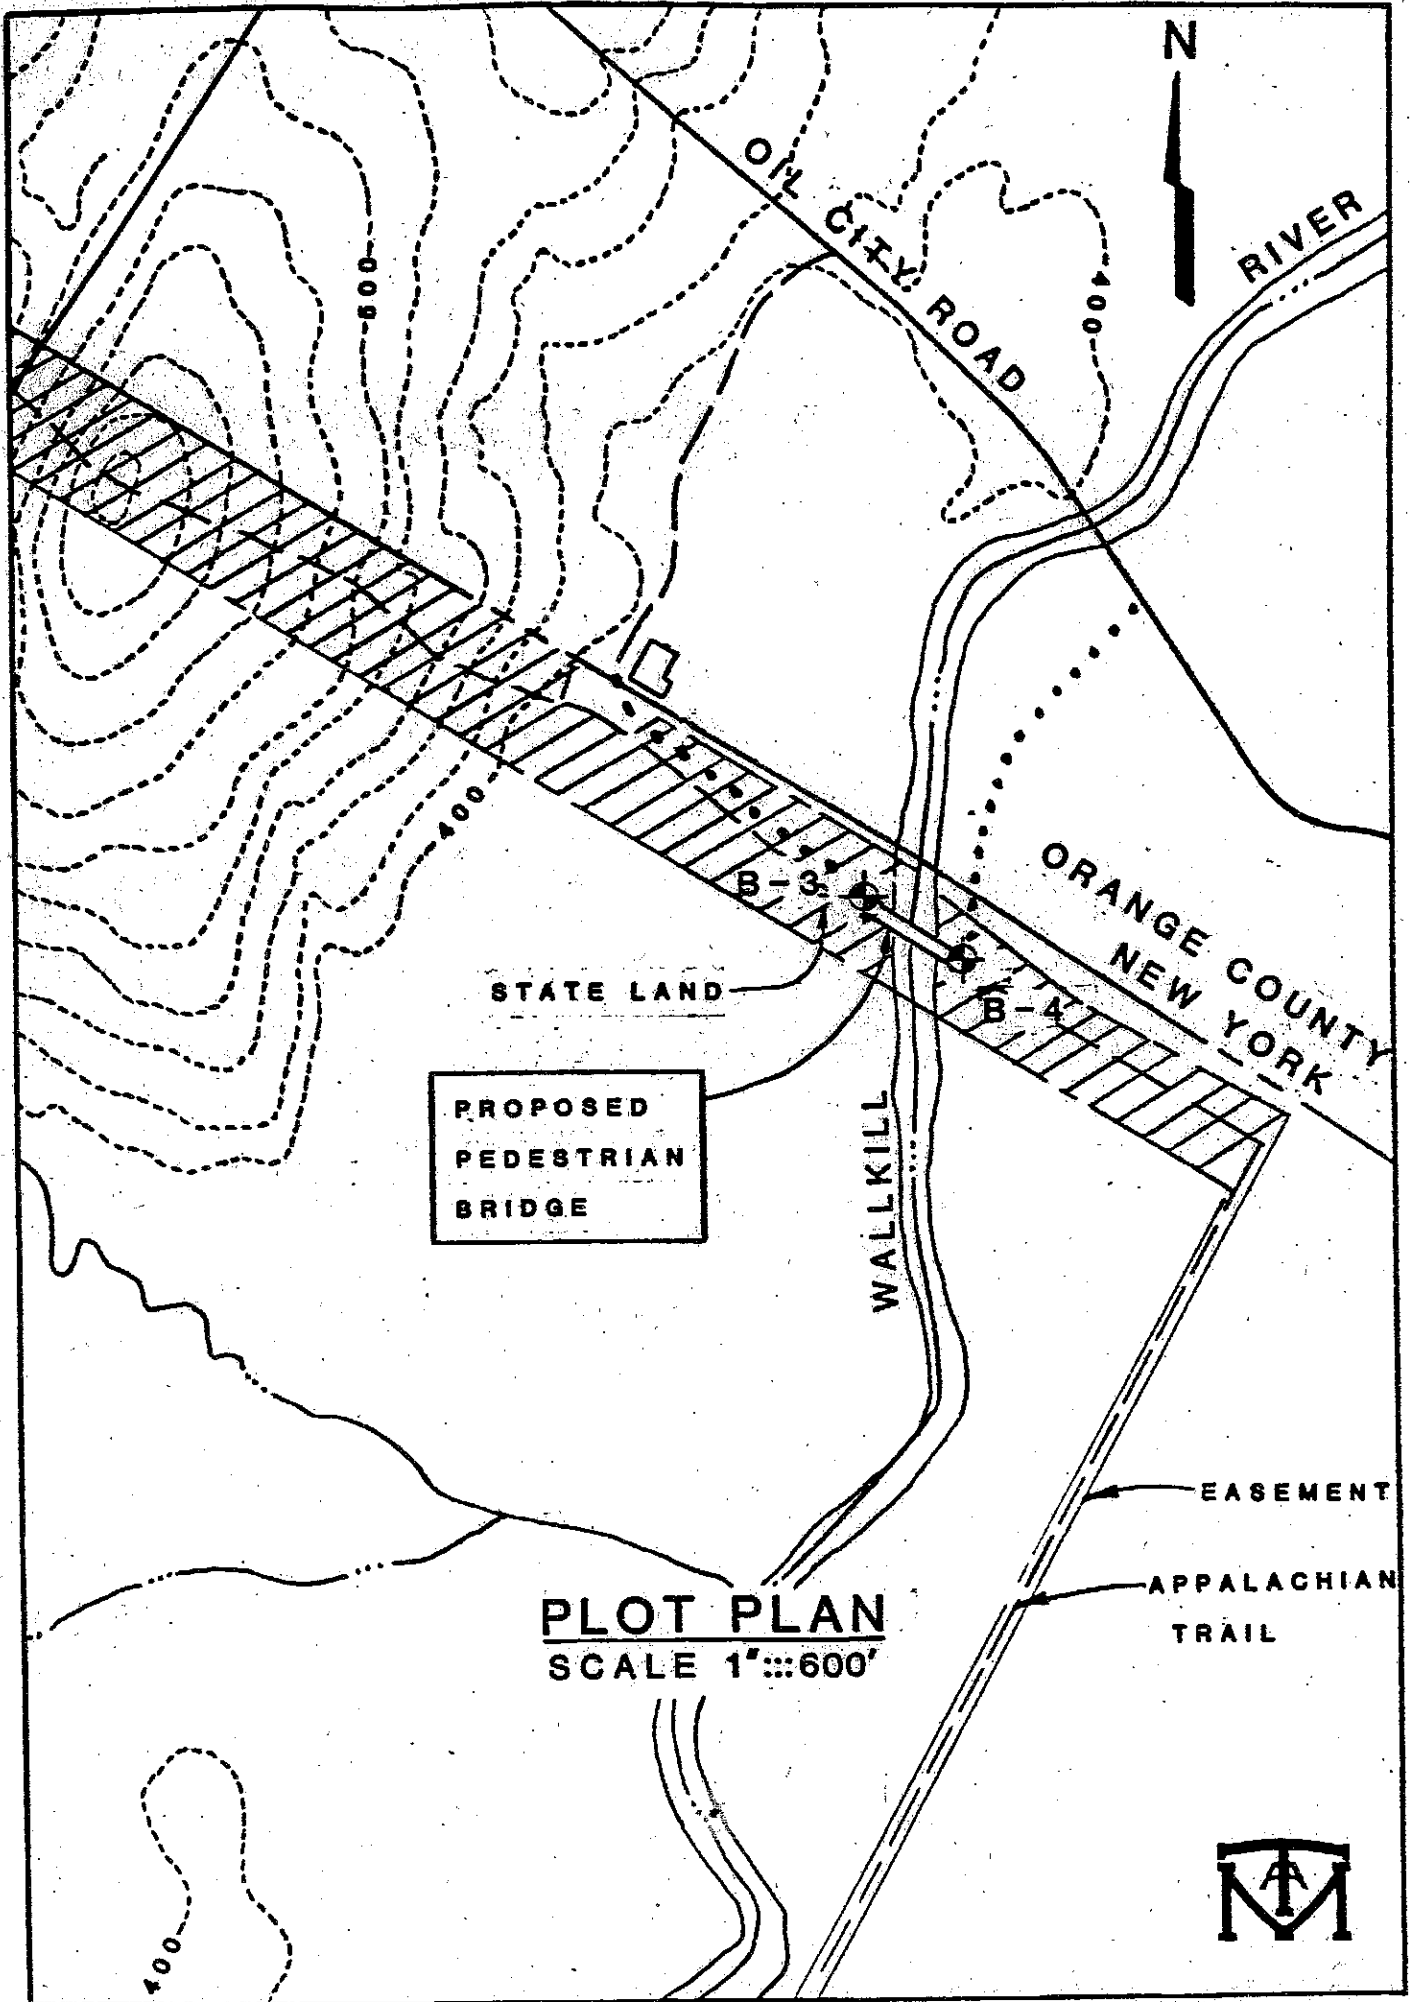 N
OIL CITY ROAD
RIVER
500
400
400
B-3
B-4
ORANGE COUNTY
NEW YORK
STATE LAND
PROPOSED
PEDESTRIAN
BRIDGE
WALLKILL
EASEMENT
APPALACHIAN
TRAIL
PLOT PLAN
SCALE 1":::600'
400